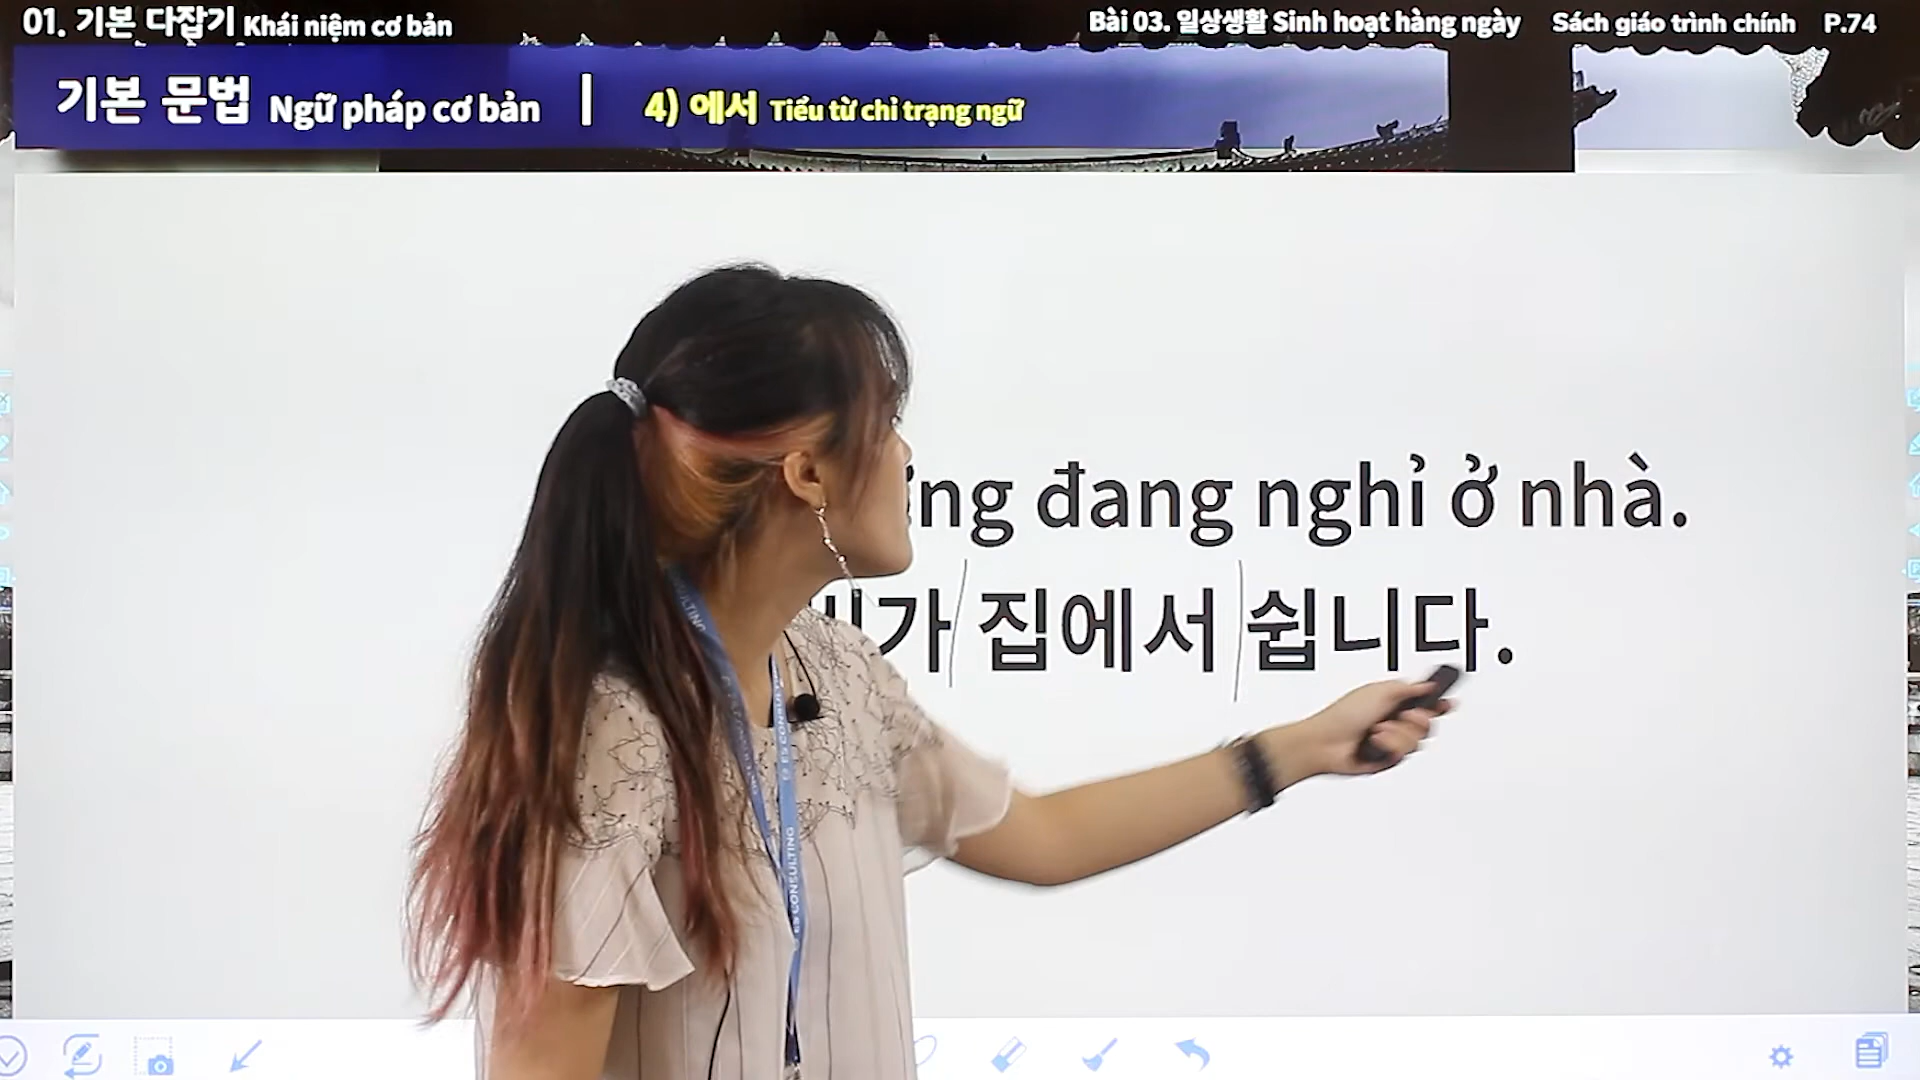 01. 기본 다잡기 Khái niệm cơ bản
Bài 03. 일상생활 Sinh hoạt hàng ngày Sách giáo trình chính P.74
기본 문법 Ngữ pháp cơ bản | 4) 에서 Tiểu từ chỉ trạng ngữ
đang nghỉ ở nhà.
가 집에서 쉽니다.
ES CONSULTING